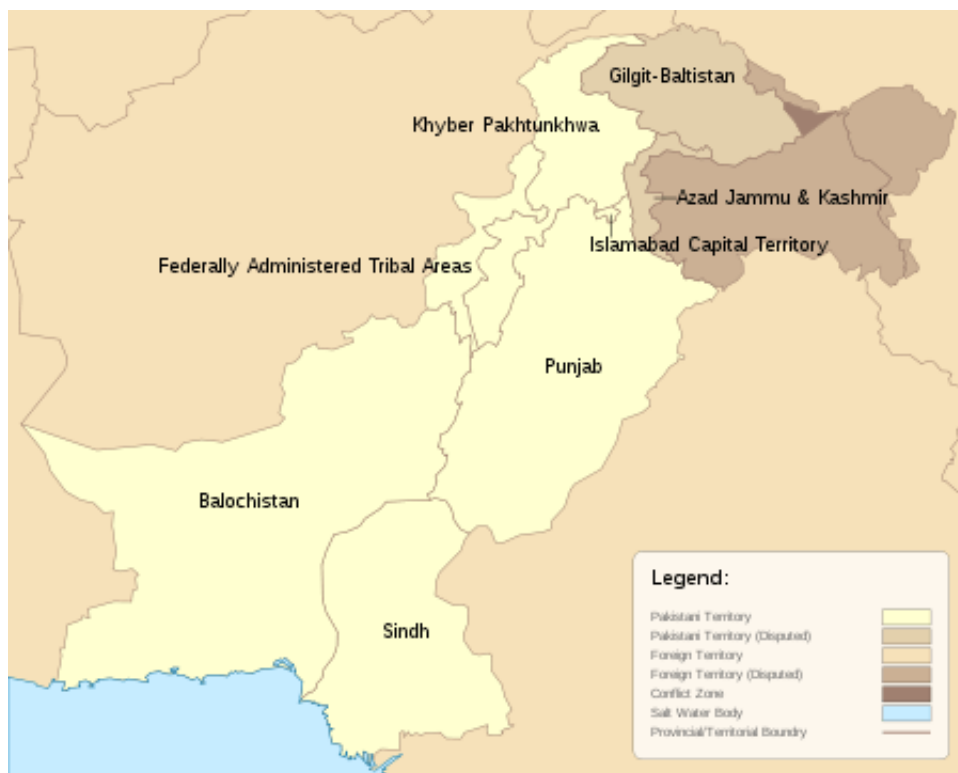 Gilgit-Baltistan
Khyber Pakhtunkhwa
Azad Jammu & Kashmir
Islamabad Capital Territory
Federally Administered Tribal Areas
Punjab
Balochistan
Sindh
Legend:
Pakistani Territory
Pakistani Territory (Disputed)
Foreign Territory
Foreign Territory (Disputed)
Conflict Zone
Salt Water Body
Provincial/Territorial Boundry